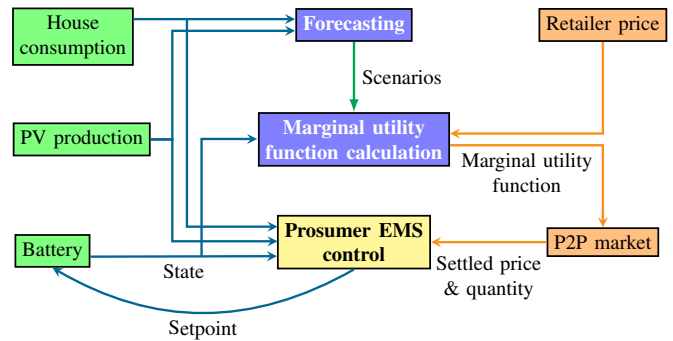 House
consumption
Forecasting
Retailer price
Scenarios
PV production
Marginal utility
function calculation
Marginal utility
function
Battery
State
Prosumer EMS
control
P2P market
Settled price
& quantity
Setpoint